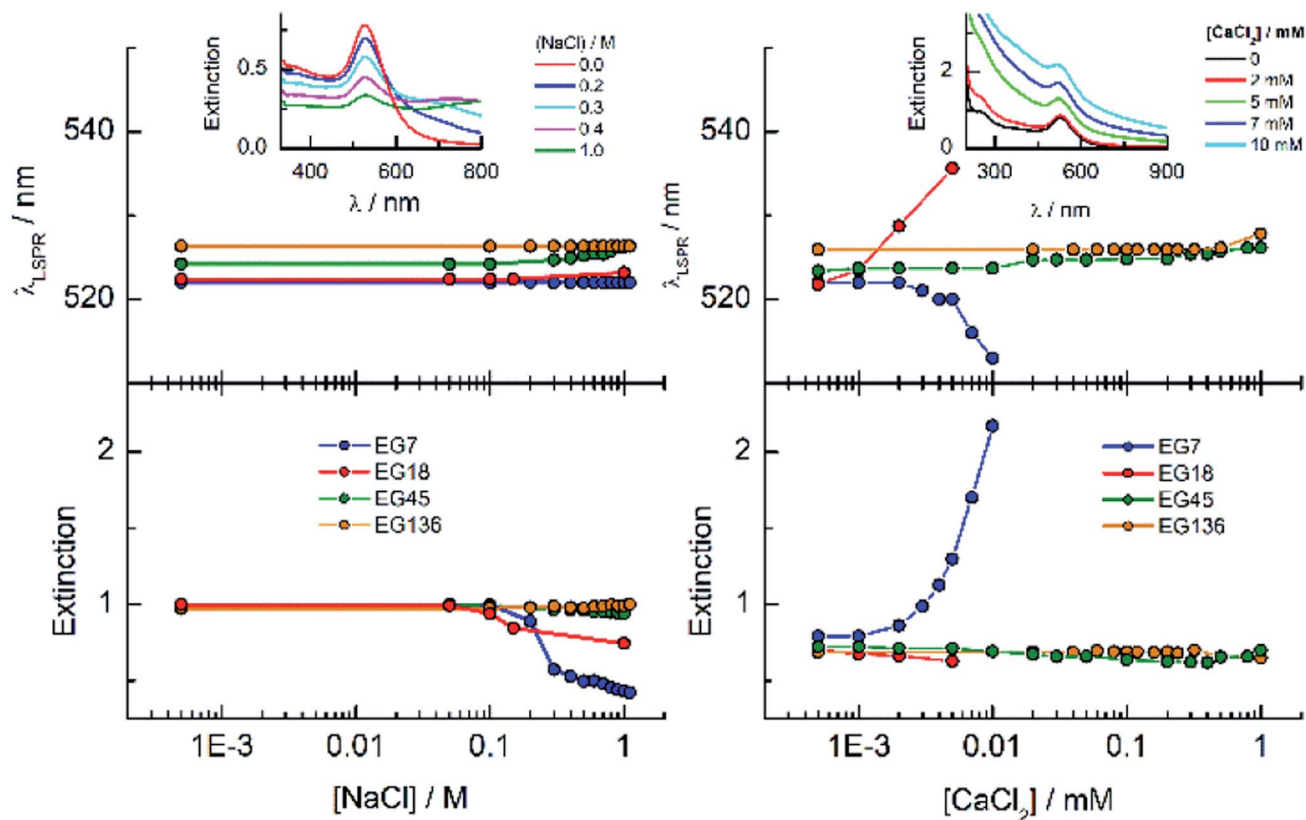 (NaCl) / M
0.0
0.2
0.3
0.4
1.0
Extinction
0.5
0.0
400 600 800
λ / nm
[CaCl₂] / mM
0
2 mM
5 mM
7 mM
10 mM
Extinction
2
0
300 600 900
λ / nm
λLSPR / nm
540
520
λLSPR / nm
540
520
Extinction
2
1
EG7
EG18
EG45
EG136
1E-3 0.01 0.1 1
[NaCl] / M
Extinction
2
1
EG7
EG18
EG45
EG136
1E-3 0.01 0.1 1
[CaCl₂] / mM